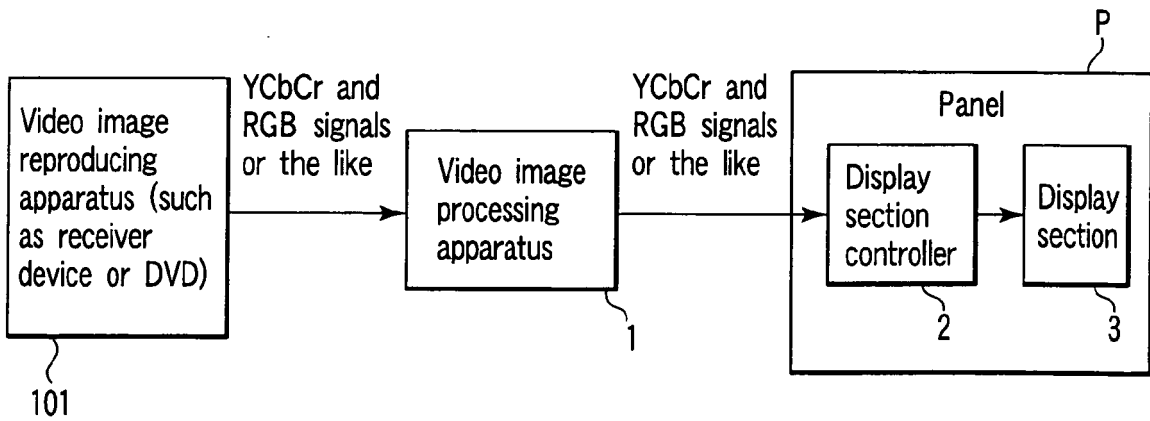 P
YCbCr and
RGB signals
or the like
YCbCr and
RGB signals
or the like
Panel
Video image
reproducing
apparatus (such
as receiver
device or DVD)
Video image
processing
apparatus
Display
section
controller
Display
section
1
2
3
101